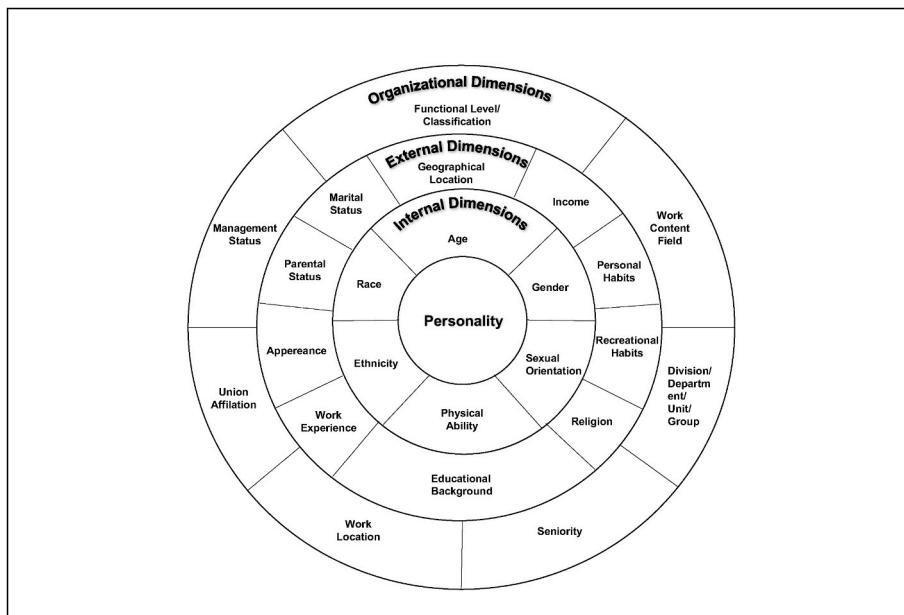 Organizational Dimensions
Functional Level/
Classification
External Dimensions
Geographical
Location
Marital
Status
Income
Internal Dimensions
Age
Management
Status
Work
Content
Field
Parental
Status
Personal
Habits
Race
Gender
Personality
Appereance
Recreational
Habits
Ethnicity
Sexual
Orientation
Union
Affilation
Division/
Departm
ent/
Unit/
Group
Work
Experience
Physical
Ability
Religion
Educational
Background
Work
Location
Seniority